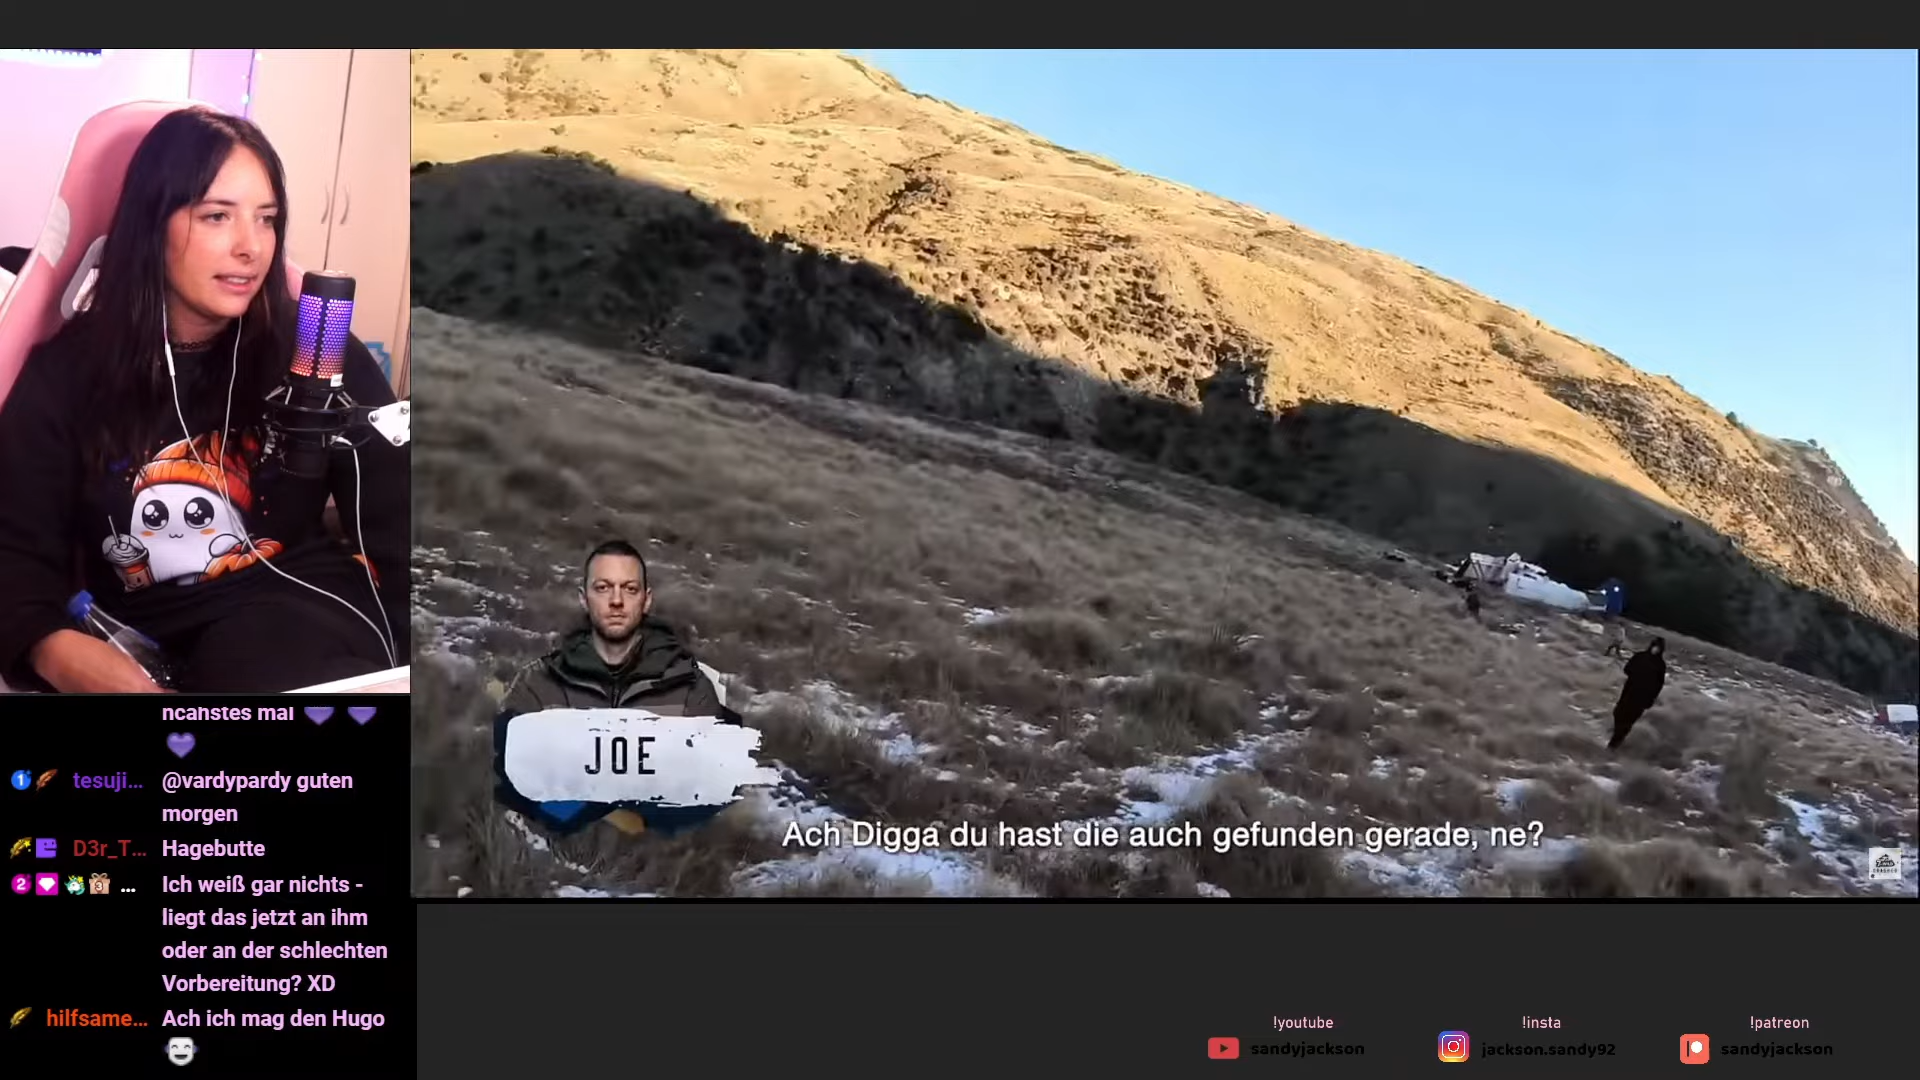 ncahstes mal
tesuji... @vardypardy guten
morgen
D3r_T... Hagebutte
... Ich weiß gar nichts -
liegt das jetzt an ihm
oder an der schlechten
Vorbereitung? XD
hilfsame... Ach ich mag den Hugo
JOE
Ach Digga du hast die auch gefunden gerade, ne?
!youtube
sandyjackson
!insta
jackson.sandy92
!patreon
sandyjackson